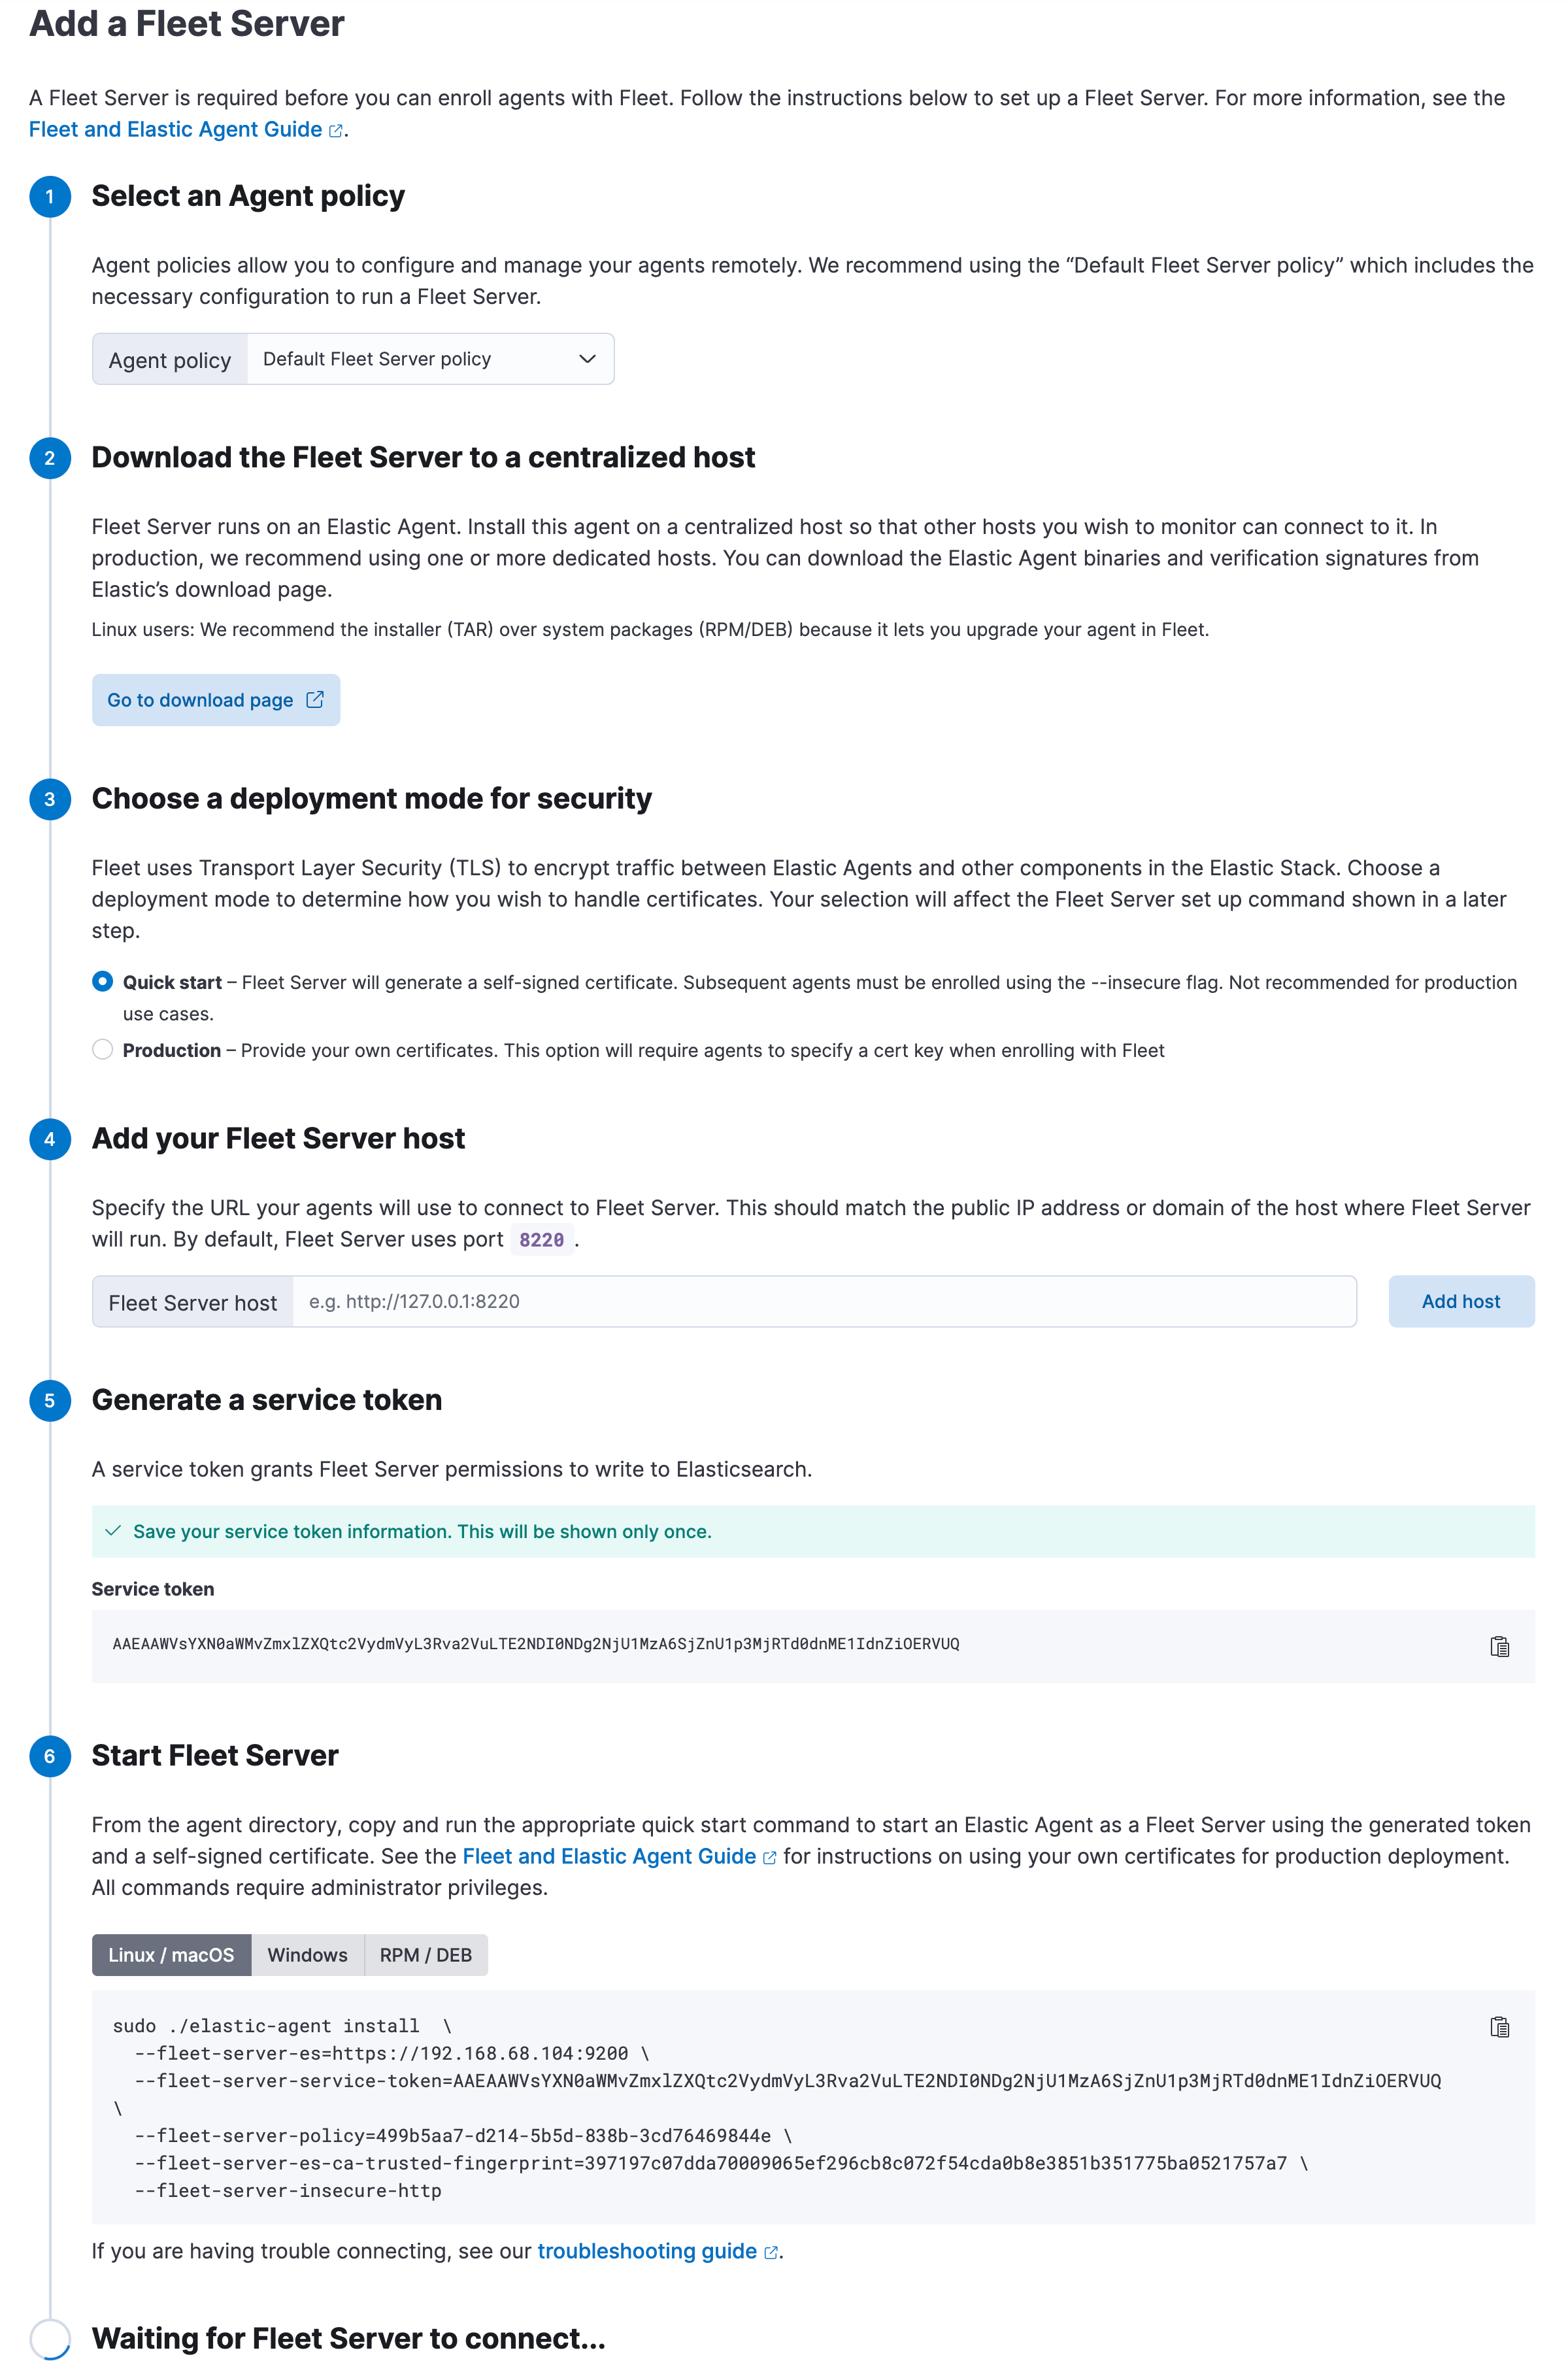 Add a Fleet Server
A Fleet Server is required before you can enroll agents with Fleet. Follow the instructions below to set up a Fleet Server. For more information, see the
Fleet and Elastic Agent Guide.
1
Select an Agent policy
Agent policies allow you to configure and manage your agents remotely. We recommend using the “Default Fleet Server policy” which includes the
necessary configuration to run a Fleet Server.
Agent policy Default Fleet Server policy
2
Download the Fleet Server to a centralized host
Fleet Server runs on an Elastic Agent. Install this agent on a centralized host so that other hosts you wish to monitor can connect to it. In
production, we recommend using one or more dedicated hosts. You can download the Elastic Agent binaries and verification signatures from
Elastic’s download page.
Linux users: We recommend the installer (TAR) over system packages (RPM/DEB) because it lets you upgrade your agent in Fleet.
Go to download page
3
Choose a deployment mode for security
Fleet uses Transport Layer Security (TLS) to encrypt traffic between Elastic Agents and other components in the Elastic Stack. Choose a
deployment mode to determine how you wish to handle certificates. Your selection will affect the Fleet Server set up command shown in a later
step.
Quick start – Fleet Server will generate a self-signed certificate. Subsequent agents must be enrolled using the --insecure flag. Not recommended for production
use cases.
Production – Provide your own certificates. This option will require agents to specify a cert key when enrolling with Fleet
4
Add your Fleet Server host
Specify the URL your agents will use to connect to Fleet Server. This should match the public IP address or domain of the host where Fleet Server
will run. By default, Fleet Server uses port 8220 .
Fleet Server host e.g. http://127.0.0.1:8220 Add host
5
Generate a service token
A service token grants Fleet Server permissions to write to Elasticsearch.
Save your service token information. This will be shown only once.
Service token
AAEAAWVsYXN0aWMvZmxlZXQtc2VydmVyL3Rva2VuLTE2NDI0NDg2NjU1MzA6SjZnU1p3MjRTd0dnME1IdnZiOERVUQ
6
Start Fleet Server
From the agent directory, copy and run the appropriate quick start command to start an Elastic Agent as a Fleet Server using the generated token
and a self-signed certificate. See the Fleet and Elastic Agent Guide for instructions on using your own certificates for production deployment.
All commands require administrator privileges.
Linux / macOS Windows RPM / DEB
sudo ./elastic-agent install \
--fleet-server-es=https://192.168.68.104:9200 \
--fleet-server-service-token=AAEAAWVsYXN0aWMvZmxlZXQtc2VydmVyL3Rva2VuLTE2NDI0NDg2NjU1MzA6SjZnU1p3MjRTd0dnME1IdnZiOERVUQ
\
--fleet-server-policy=499b5aa7-d214-5b5d-838b-3cd76469844e \
--fleet-server-es-ca-trusted-fingerprint=397197c07dda70009065ef296cb8c072f54cda0b8e3851b351775ba0521757a7 \
--fleet-server-insecure-http
If you are having trouble connecting, see our troubleshooting guide.
Waiting for Fleet Server to connect...